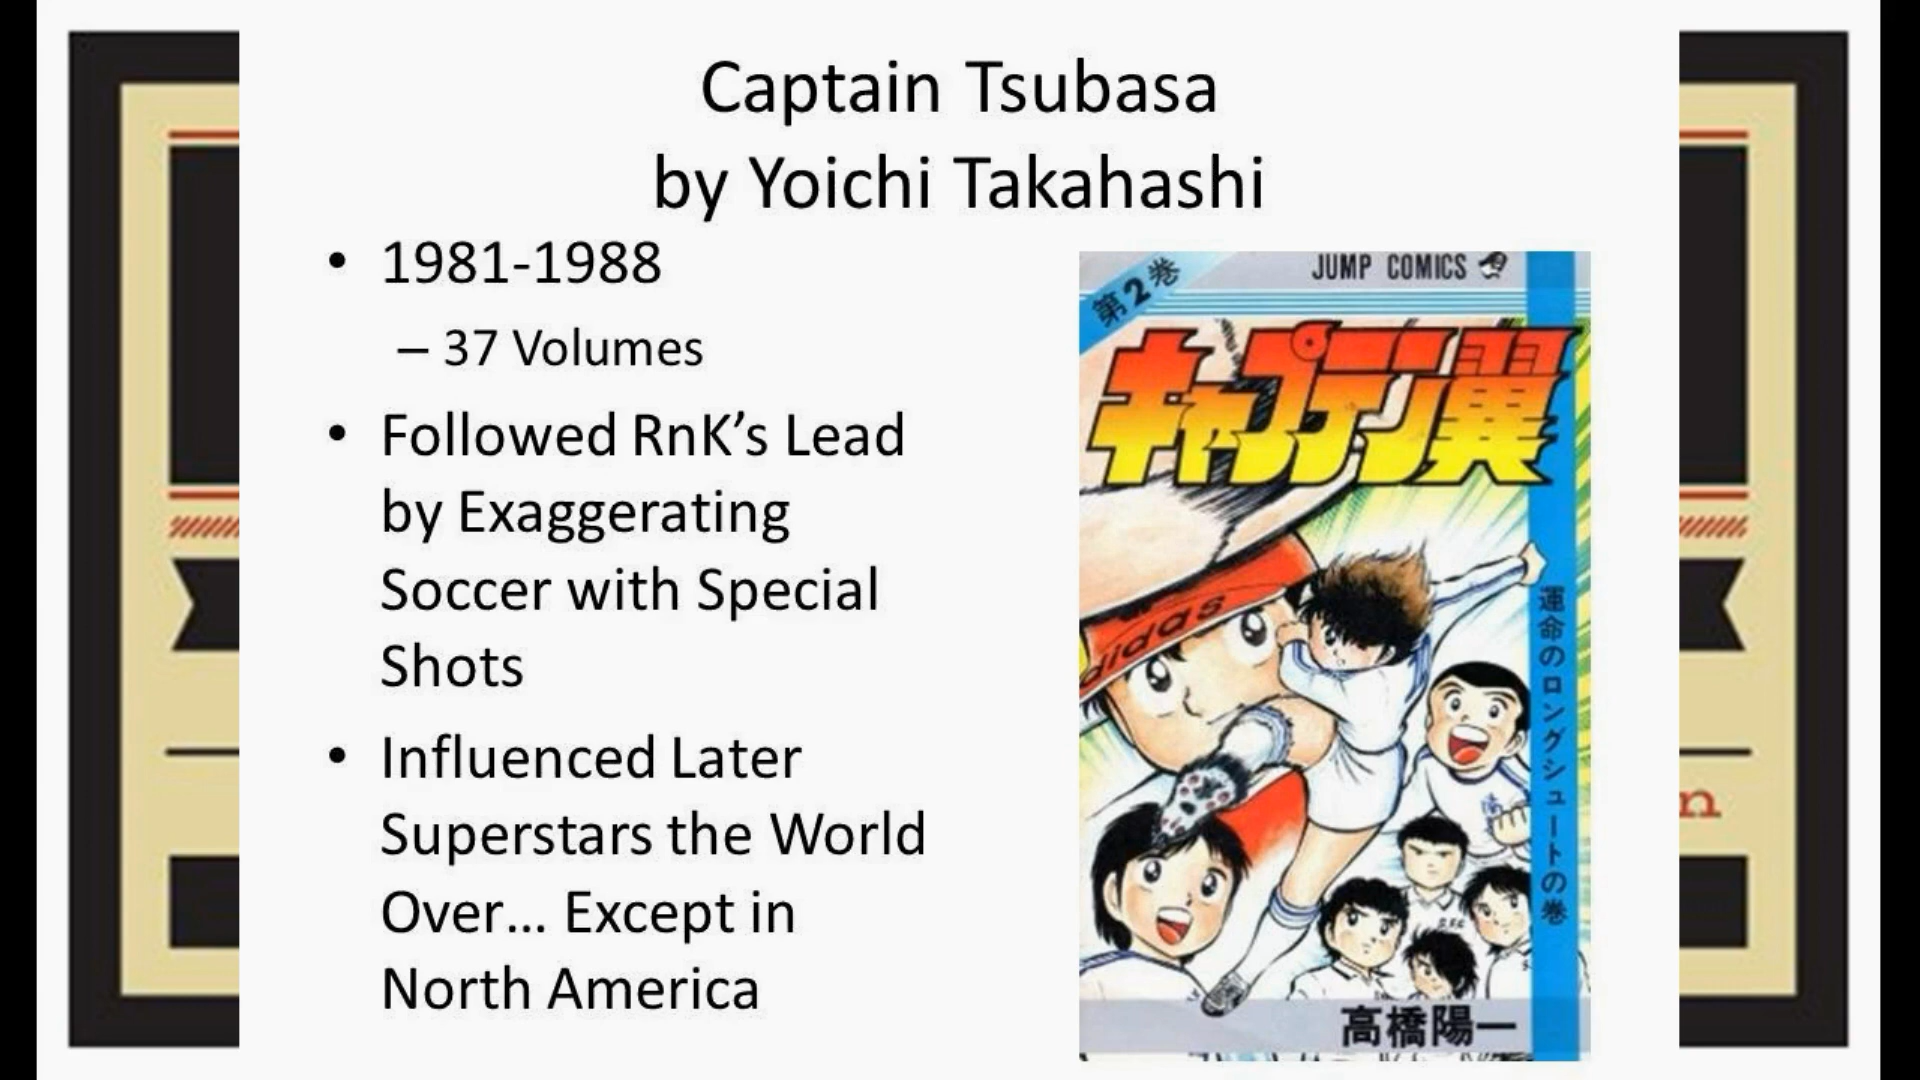 Captain Tsubasa
by Yoichi Takahashi
• 1981-1988
– 37 Volumes
• Followed RnK’s Lead
by Exaggerating
Soccer with Special
Shots
• Influenced Later
Superstars the World
Over... Except in
North America
第2巻
JUMP COMICS
キャプテン翼
adidas
運命のロングシュートの巻
高橋陽一
n